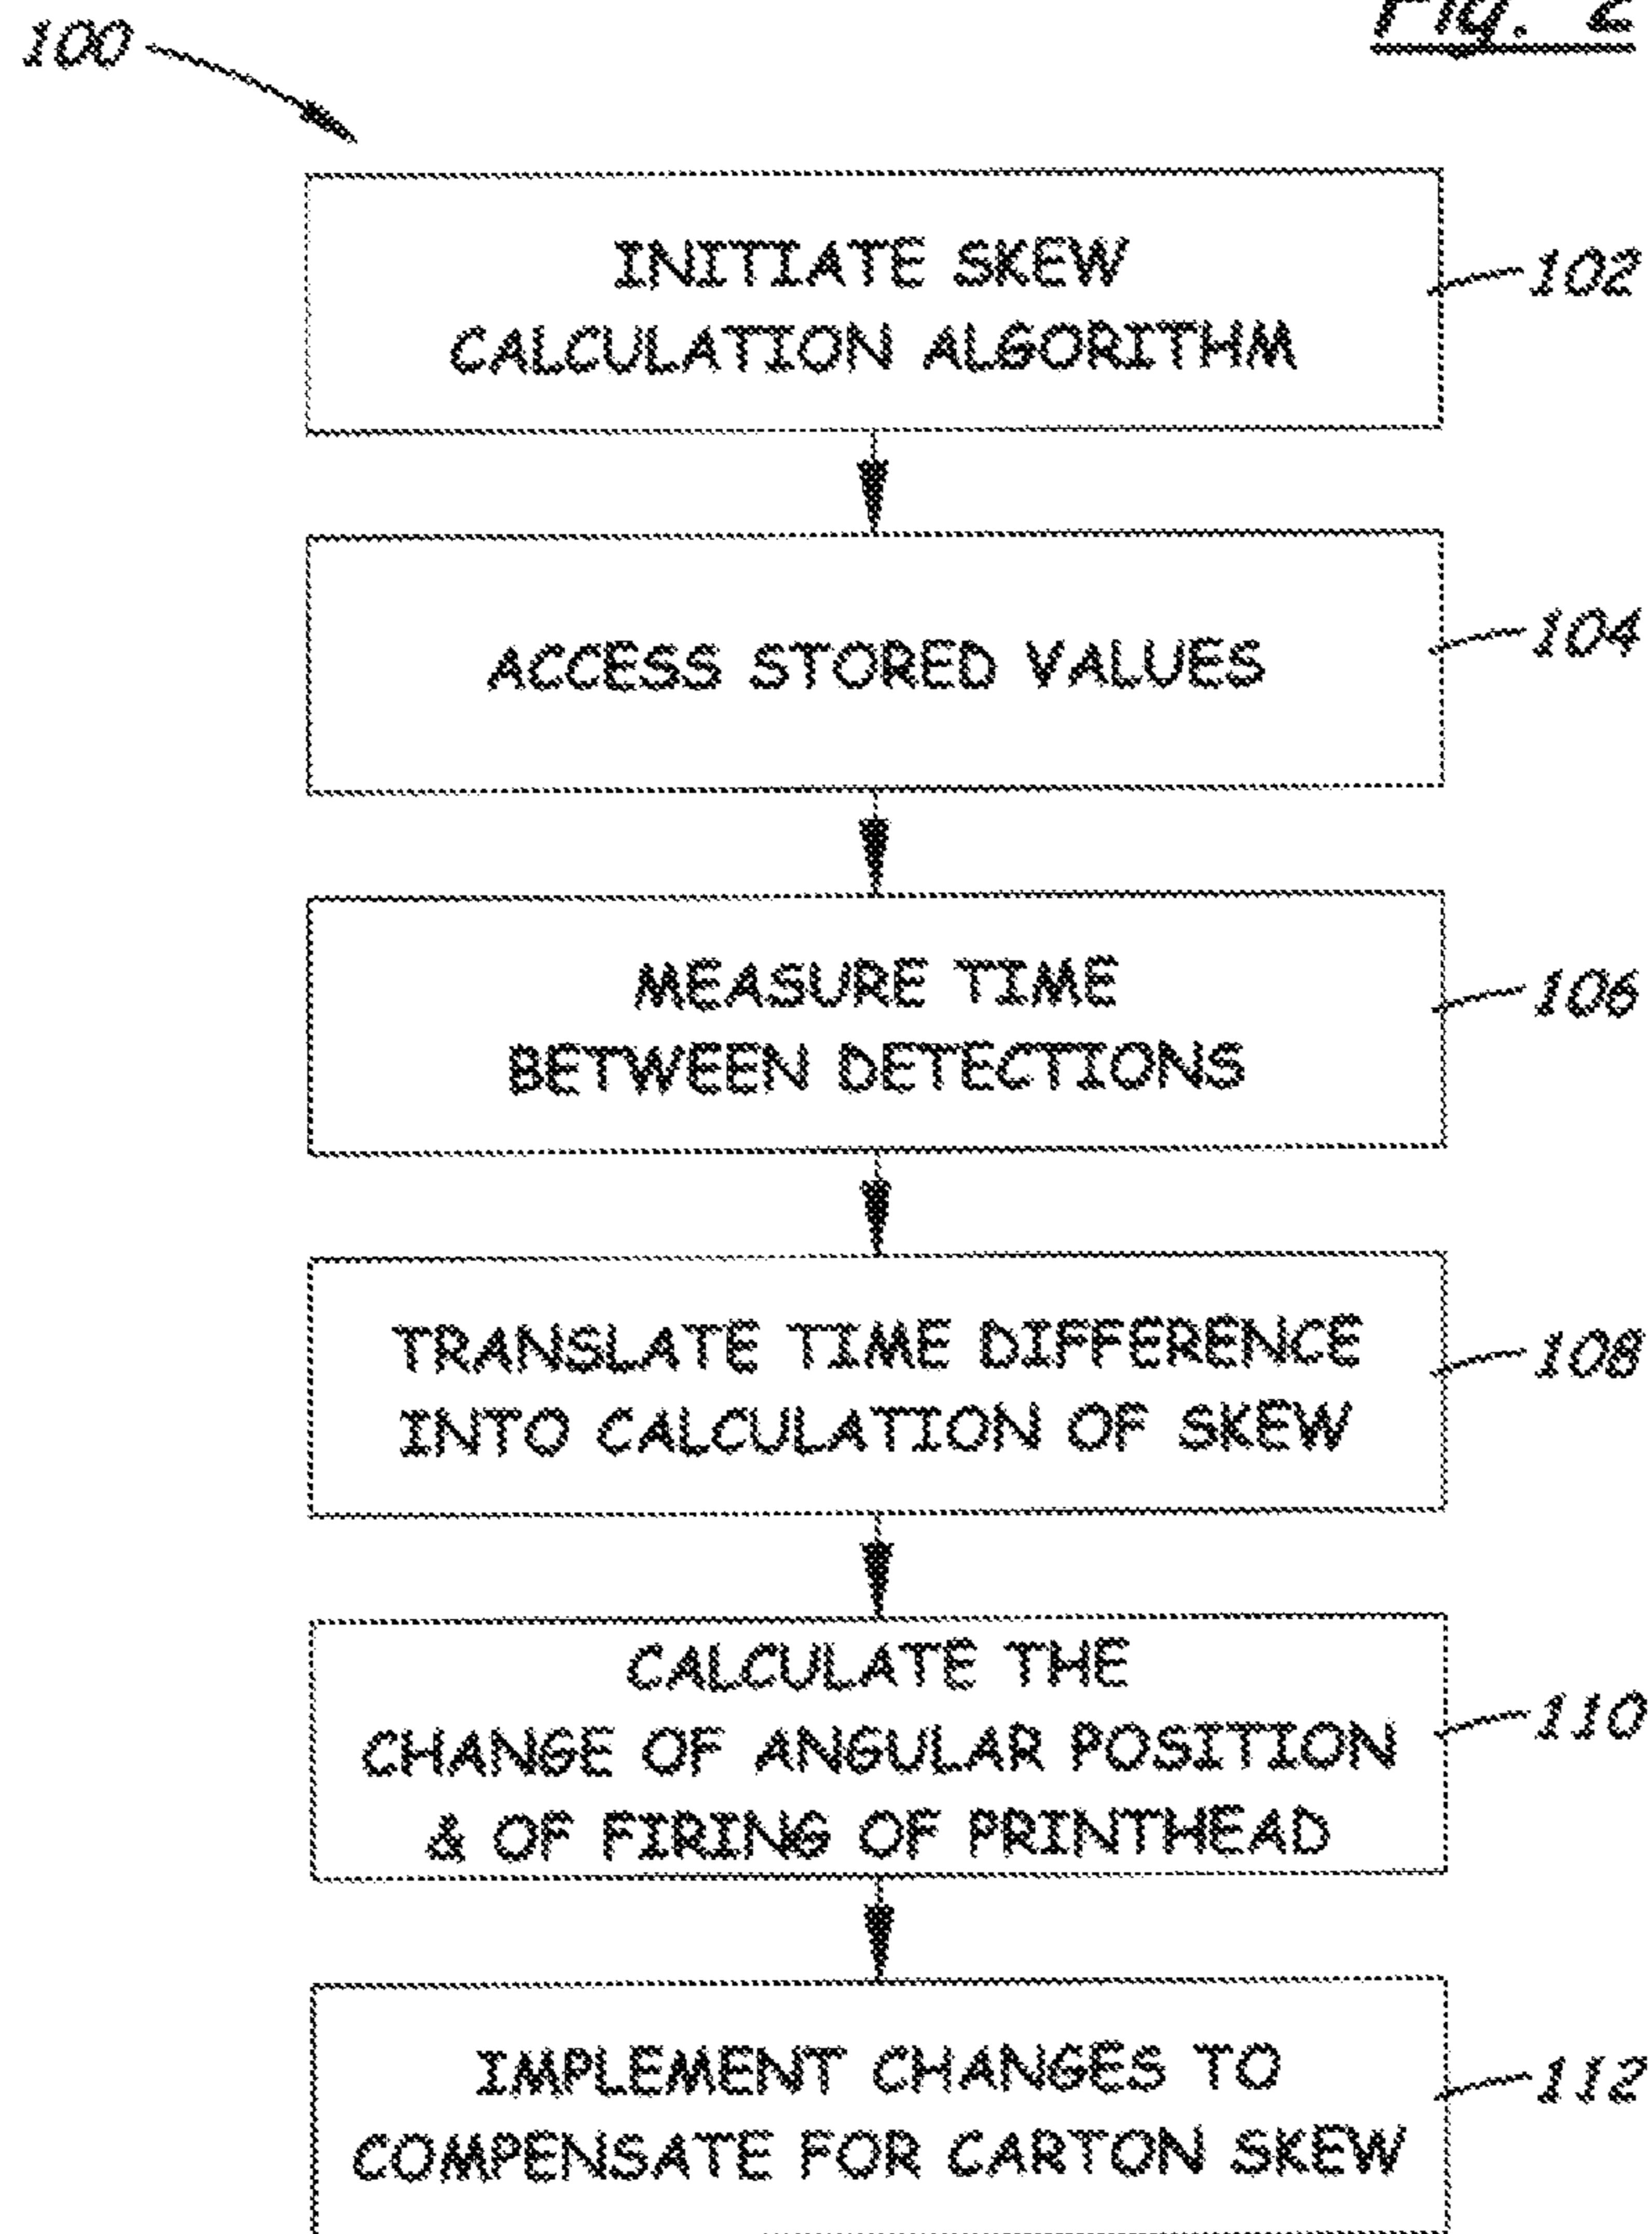 Fig. 2
100
INITIATE SKEW
CALCULATION ALGORITHM
102
ACCESS STORED VALUES
104
MEASURE TIME
BETWEEN DETECTIONS
106
TRANSLATE TIME DIFFERENCE
INTO CALCULATION OF SKEW
108
CALCULATE THE
CHANGE OF ANGULAR POSITION
& OF FIRING OF PRINTHEAD
110
IMPLEMENT CHANGES TO
COMPENSATE FOR CARTON SKEW
112